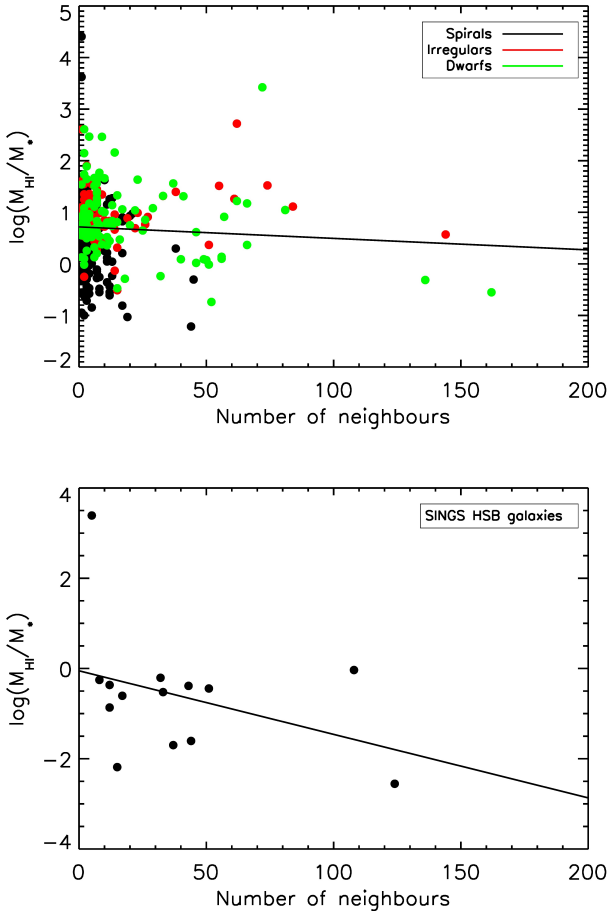 5
4
3
2
1
0
−1
−2
log(M_HI/M_•)
Spirals
Irregulars
Dwarfs
0 50 100 150 200
Number of neighbours
4
2
0
−2
−4
log(M_HI/M_•)
SINGS HSB galaxies
0 50 100 150 200
Number of neighbours